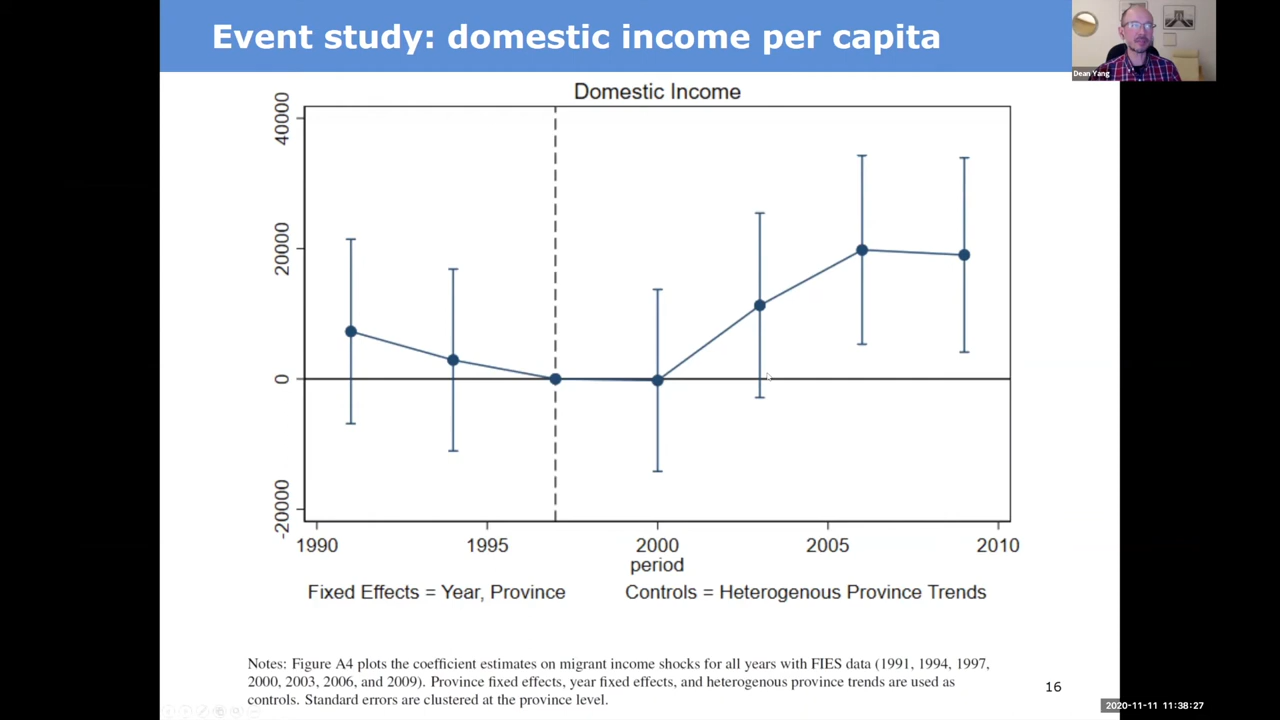 Event study: domestic income per capita
Dean Yang
Domestic Income
40000
20000
0
-20000
1990 1995 2000 2005 2010
period
Fixed Effects = Year, Province Controls = Heterogenous Province Trends
Notes: Figure A4 plots the coefficient estimates on migrant income shocks for all years with FIES data (1991, 1994, 1997,
2000, 2003, 2006, and 2009). Province fixed effects, year fixed effects, and heterogenous province trends are used as
controls. Standard errors are clustered at the province level.
16
2020-11-11 11:38:27